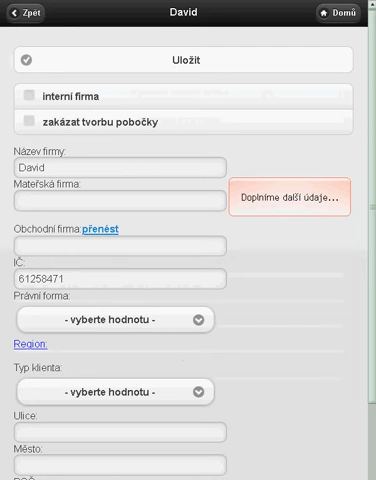 Zpět
David
Domů
Uložit
interní firma
zakázat tvorbu pobočky
Název firmy:
David
Mateřská firma:
Doplníme další údaje...
Obchodní firma:přenést
IČ:
61258471
Právní forma:
- vyberte hodnotu -
Region:
Typ klienta:
- vyberte hodnotu -
Ulice:
Město: